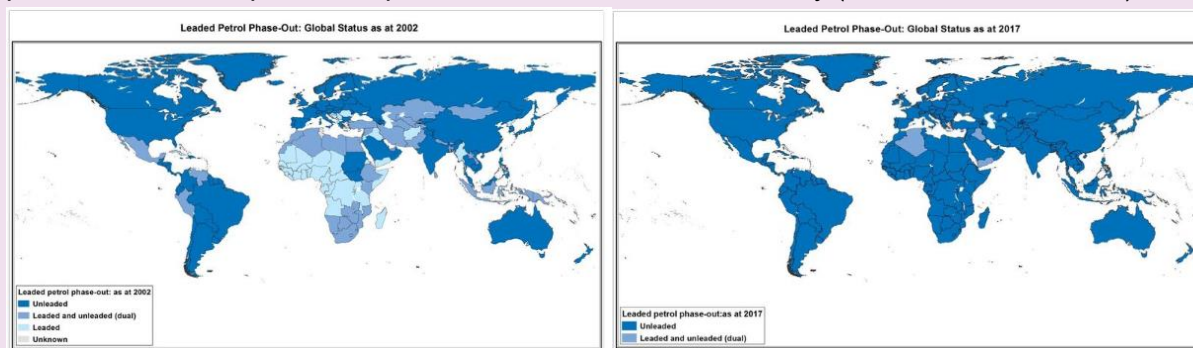 Leaded Petrol Phase-Out: Global Status as at 2002
Leaded petrol phase-out: as at 2002
Unleaded
Leaded and unleaded (dual)
Leaded
Unknown
Leaded Petrol Phase-Out: Global Status as at 2017
Leaded petrol phase-out:as at 2017
Unleaded
Leaded and unleaded (dual)